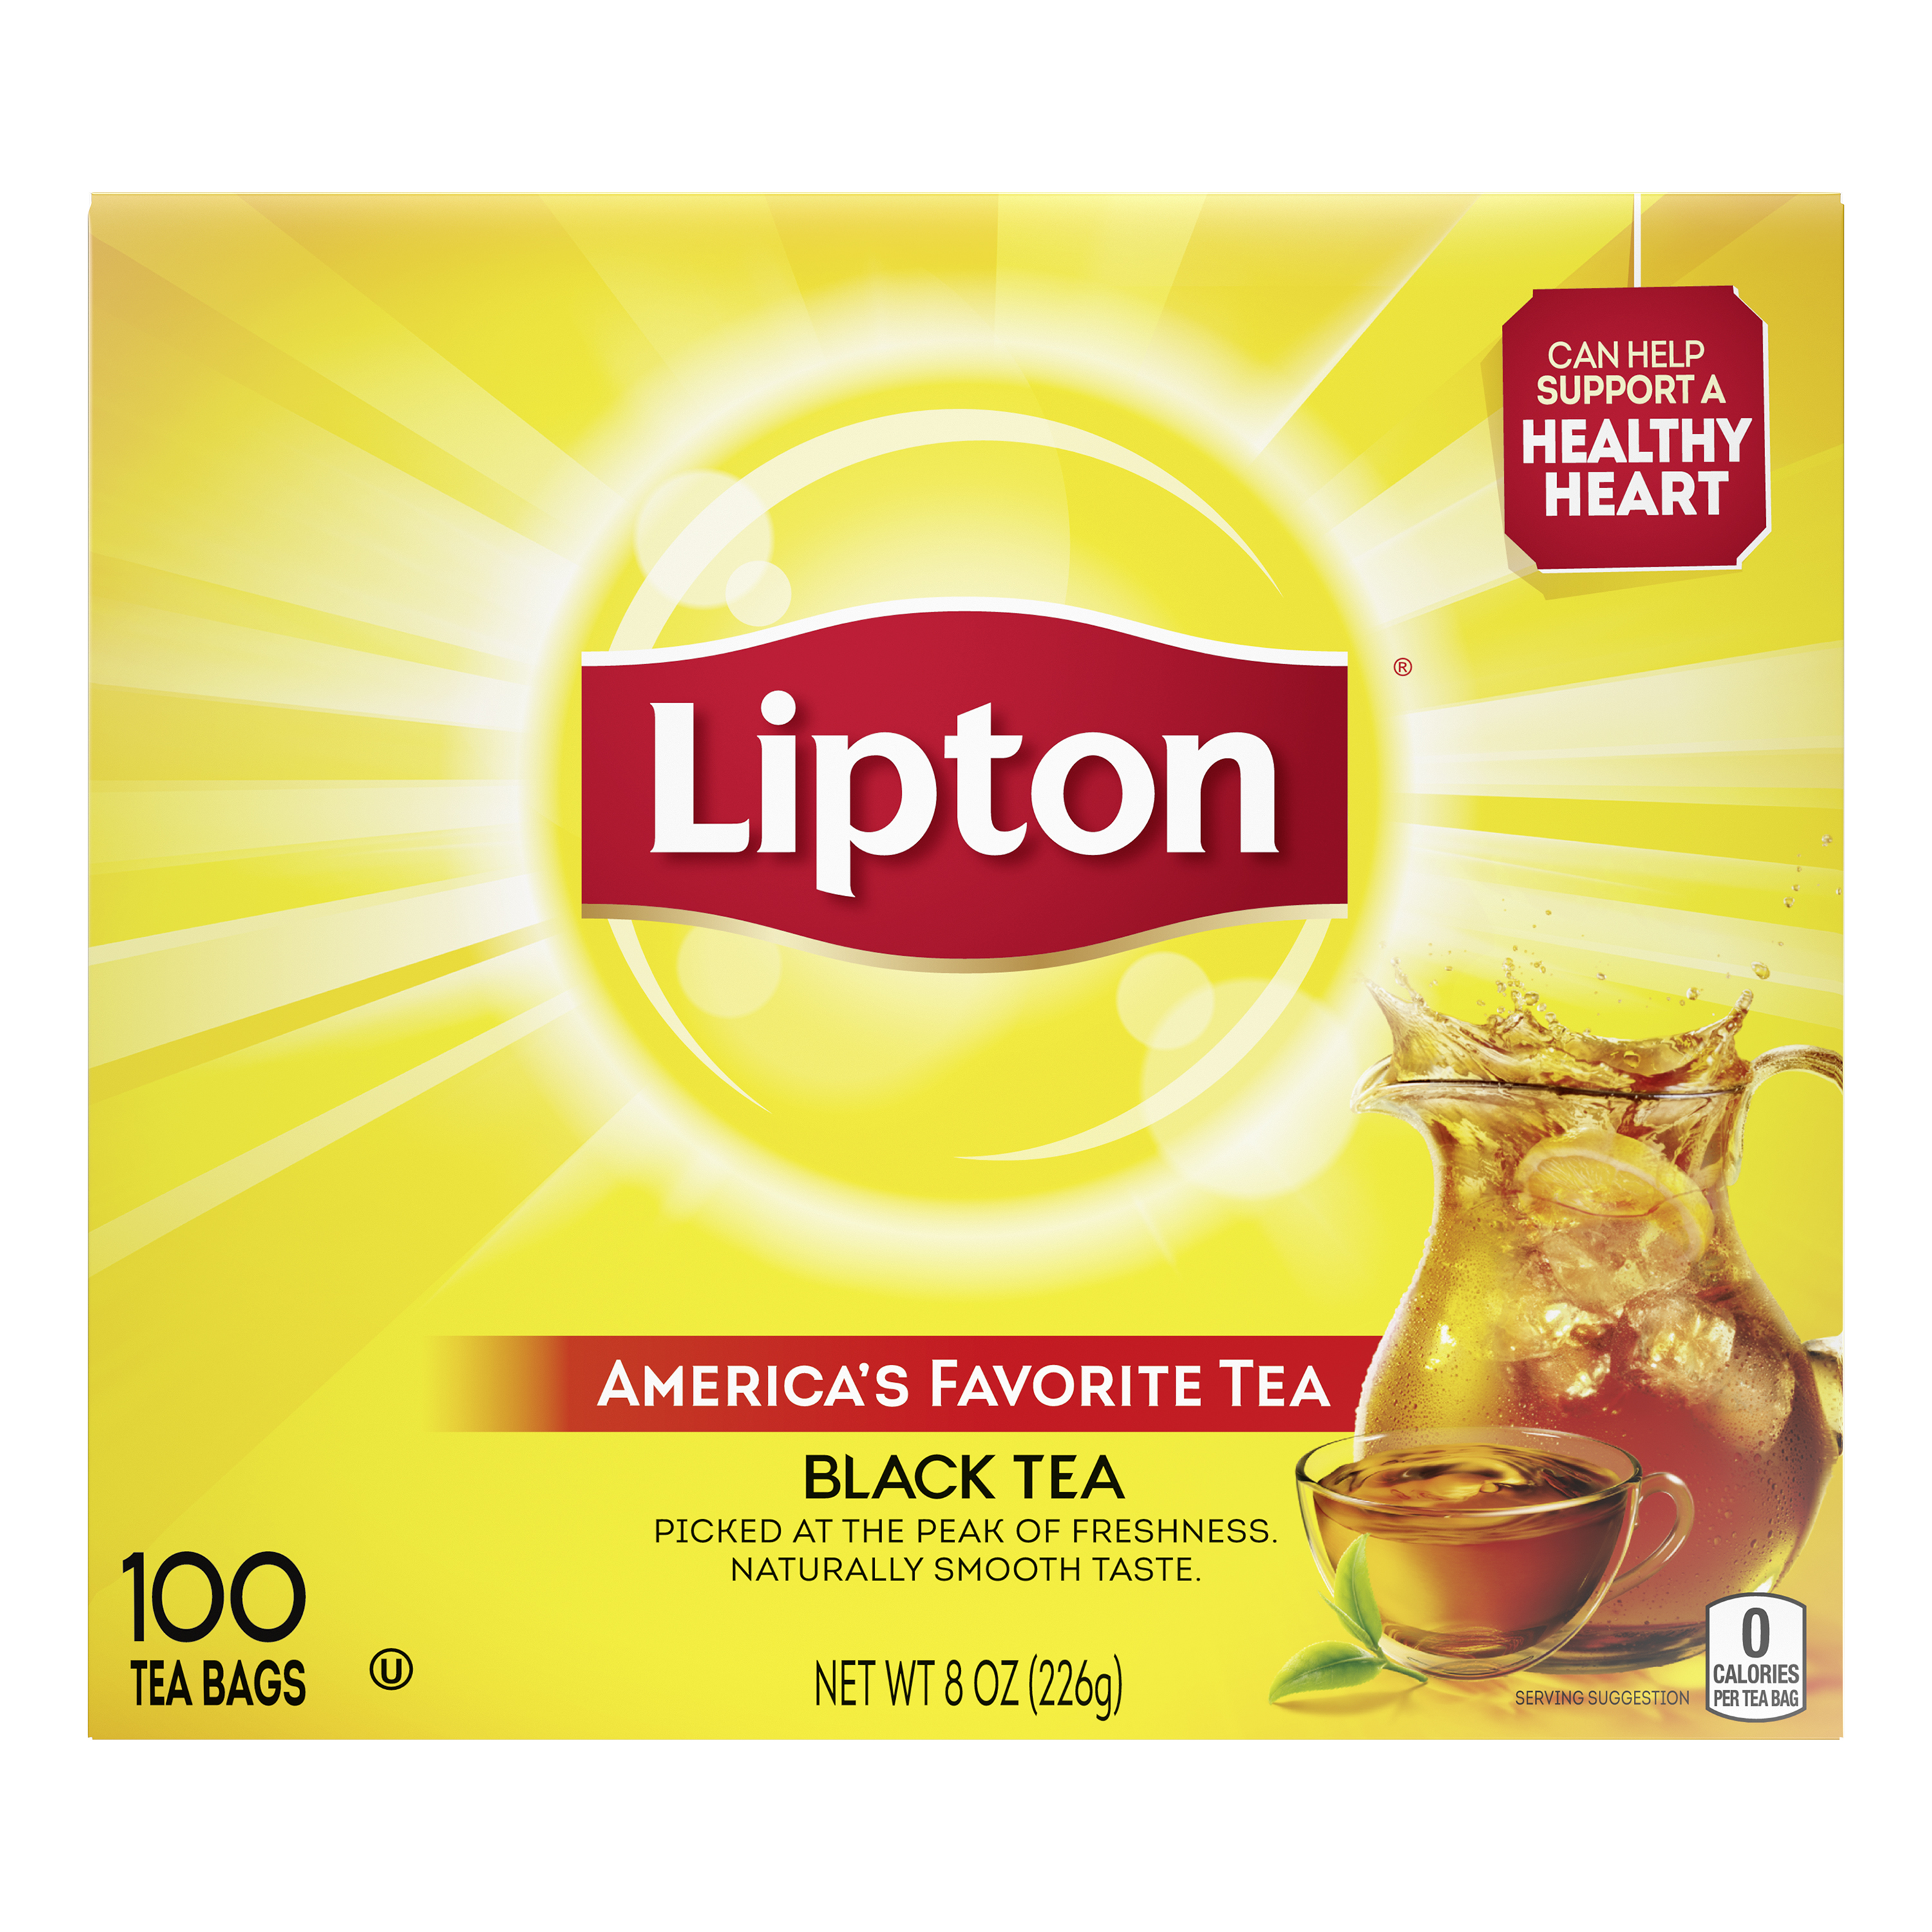 CAN HELP
SUPPORT A
HEALTHY
HEART
Lipton
®
AMERICA'S FAVORITE TEA
BLACK TEA
PICKED AT THE PEAK OF FRESHNESS.
NATURALLY SMOOTH TASTE.
100
TEA BAGS
U
NET WT 8 OZ (226g)
SERVING SUGGESTION
0
CALORIES
PER TEA BAG